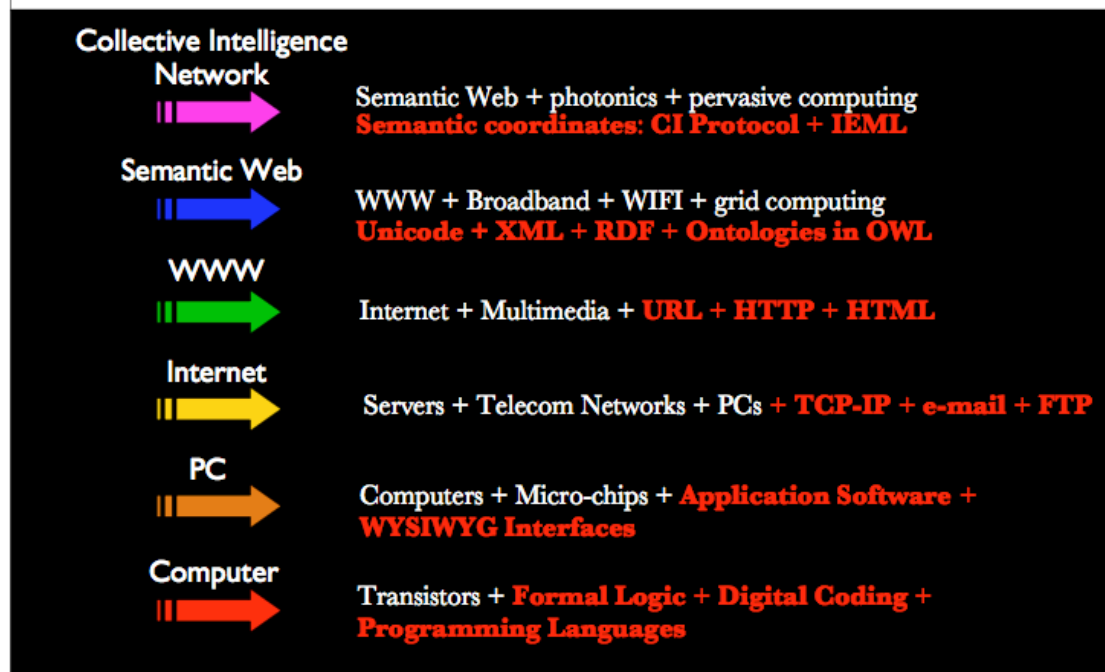 Collective Intelligence
Network
Semantic Web + photonics + pervasive computing
Semantic coordinates: CI Protocol + IEML
Semantic Web
WWW + Broadband + WIFI + grid computing
Unicode + XML + RDF + Ontologies in OWL
WWW
Internet + Multimedia + URL + HTTP + HTML
Internet
Servers + Telecom Networks + PCs + TCP-IP + e-mail + FTP
PC
Computers + Micro-chips + Application Software +
WYSIWYG Interfaces
Computer
Transistors + Formal Logic + Digital Coding +
Programming Languages